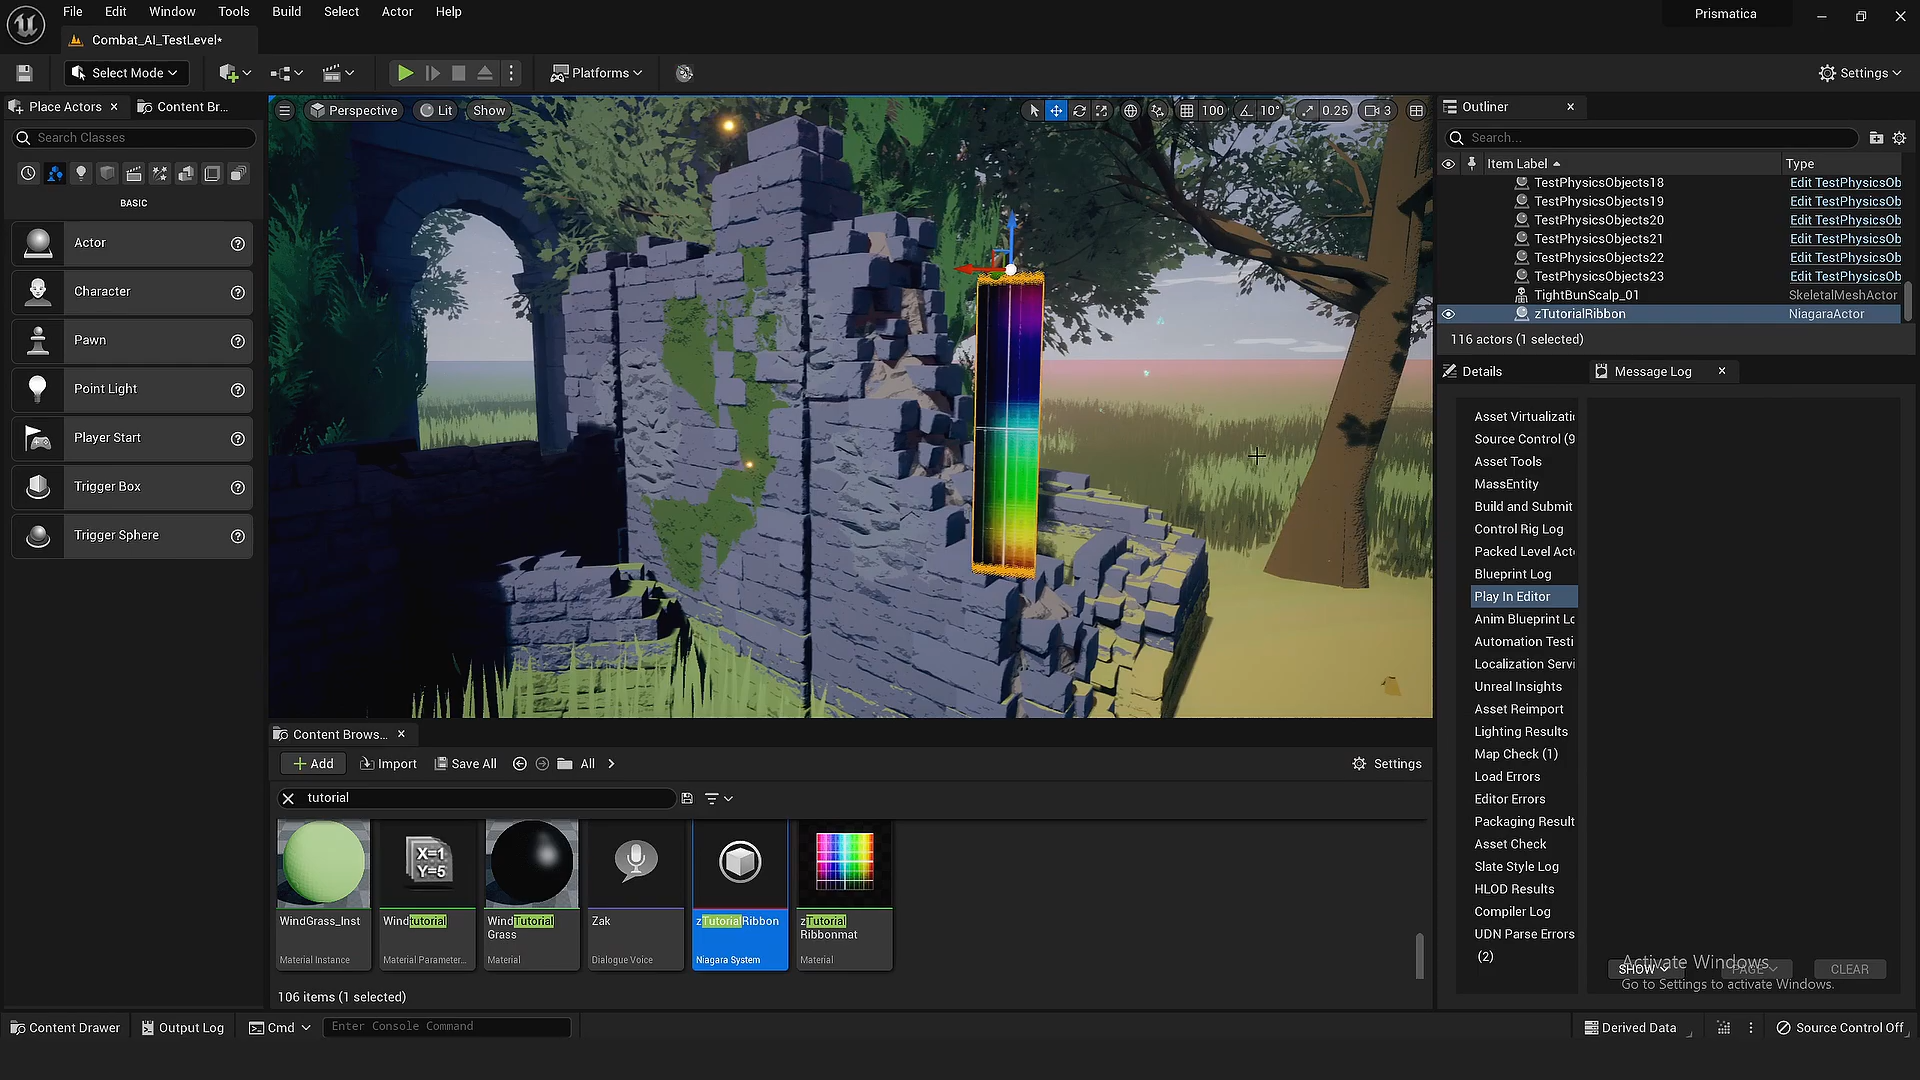 File Edit Window Tools Build Select Actor Help
Prismatica
Combat_AI_TestLevel*
Select Mode
Platforms
Settings
Place Actors
Content Br...
Search Classes
BASIC
Actor
Character
Pawn
Point Light
Player Start
Trigger Box
Trigger Sphere
Perspective
Lit
Show
100
10°
0.25
3
Outliner
Search...
Item Label
Type
TestPhysicsObjects18 Edit TestPhysicsOb
TestPhysicsObjects19 Edit TestPhysicsOb
TestPhysicsObjects20 Edit TestPhysicsOb
TestPhysicsObjects21 Edit TestPhysicsOb
TestPhysicsObjects22 Edit TestPhysicsOb
TestPhysicsObjects23 Edit TestPhysicsOb
TightBunScalp_01 SkeletalMeshActor
zTutorialRibbon NiagaraActor
116 actors (1 selected)
Details
Message Log
Asset Virtualizati
Source Control (9
Asset Tools
MassEntity
Build and Submit
Control Rig Log
Packed Level Act
Blueprint Log
Play In Editor
Anim Blueprint Lo
Automation Testi
Localization Servi
Unreal Insights
Asset Reimport
Lighting Results
Map Check (1)
Load Errors
Editor Errors
Packaging Result
Asset Check
Slate Style Log
HLOD Results
Compiler Log
UDN Parse Errors
(2)
SHOW
PAGE
CLEAR
Activate Windows
Go to Settings to activate Windows.
Content Brows...
Add
Import
Save All
All
Settings
tutorial
WindGrass_Inst
Material Instance
Windtutorial
X=1
Y=5
Material Parameter...
WindTutorial
Grass
Material
Zak
Dialogue Voice
zTutorialRibbon
Niagara System
zTutorial
Ribbonmat
Material
106 items (1 selected)
Content Drawer
Output Log
Cmd
Enter Console Command
Derived Data
Source Control Off